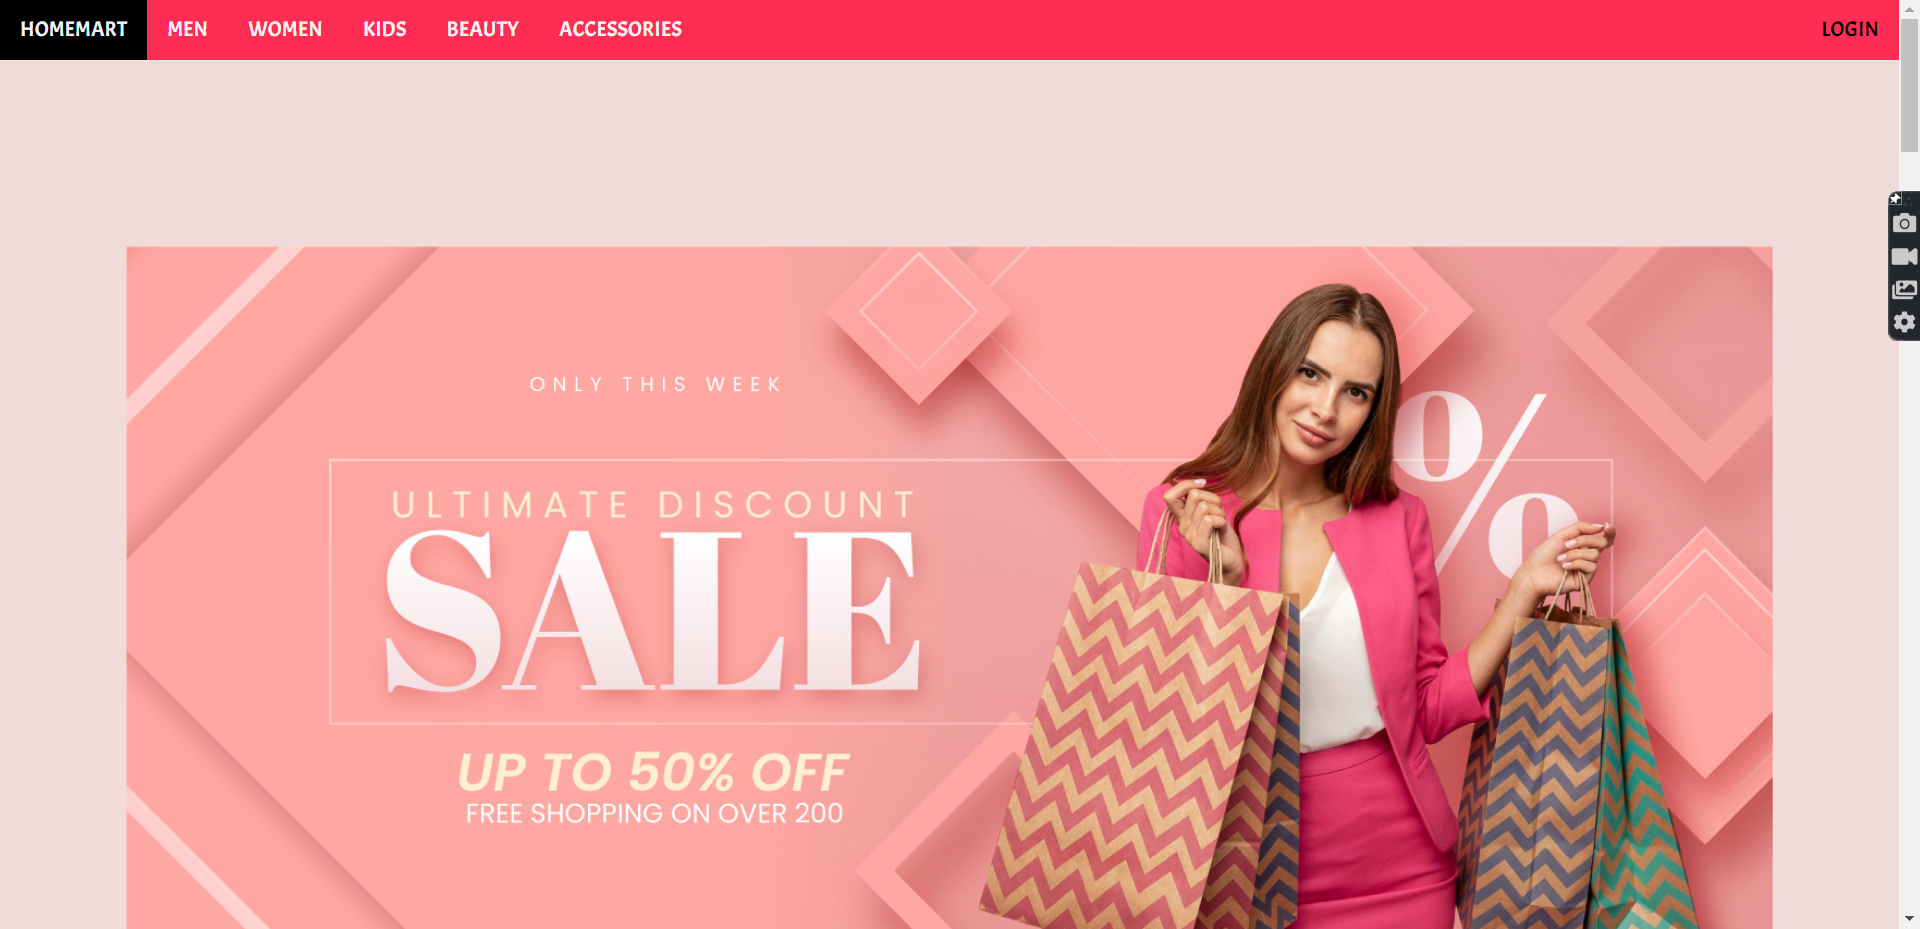 HOMEMART MEN WOMEN KIDS BEAUTY ACCESSORIES LOGIN
ONLY THIS WEEK
ULTIMATE DISCOUNT
SALE
%
UP TO 50% OFF
FREE SHOPPING ON OVER 200